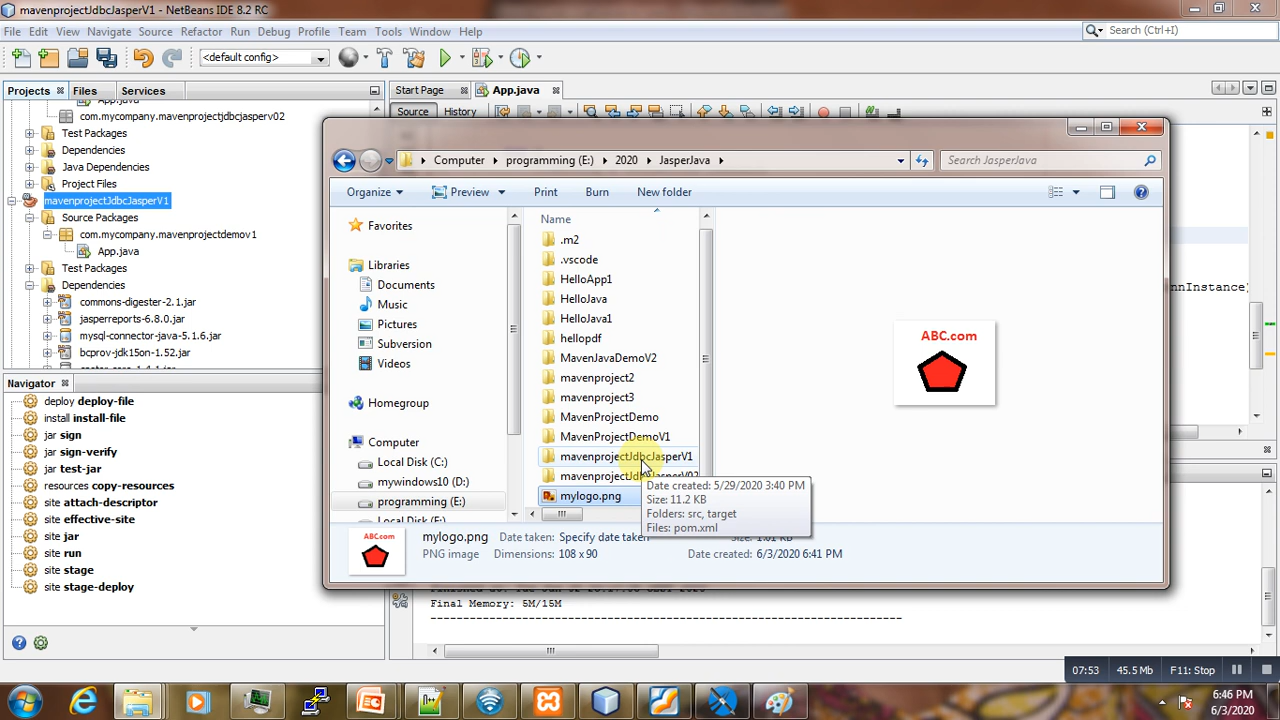 mavenprojectJdbcJasperV1 - NetBeans IDE 8.2 RC
File Edit View Navigate Source Refactor Run Debug Profile Team Tools Window Help
Search (Ctrl+I)
<default config>
Projects Files Services
Start Page App.java
Source History
App.java
com.mycompany.mavenprojectjdbcjasperv02
Test Packages
Dependencies
Java Dependencies
Project Files
mavenprojectJdbcJasperV1
Source Packages
com.mycompany.mavenprojectdemov1
App.java
Test Packages
Dependencies
commons-digester-2.1.jar
jasperreports-6.8.0.jar
mysql-connector-java-5.1.6.jar
bcprov-jdk15on-1.52.jar
Navigator
deploy deploy-file
install install-file
jar sign
jar sign-verify
jar test-jar
resources copy-resources
site attach-descriptor
site effective-site
site jar
site run
site stage
site stage-deploy
Computer programming (E:) 2020 JasperJava
Search JasperJava
Organize Preview Print Burn New folder
Favorites
Libraries
Documents
Music
Pictures
Subversion
Videos
Homegroup
Computer
Local Disk (C:)
mywindows10 (D:)
programming (E:)
Name
.m2
.vscode
HelloApp1
HelloJava
HelloJava1
hellopdf
MavenJavaDemoV2
mavenproject2
mavenproject3
MavenProjectDemo
MavenProjectDemoV1
mavenprojectJdbcJasperV1
mylogo.png
Date created: 5/29/2020 3:40 PM
Size: 11.2 KB
Folders: src, target
Files: pom.xml
ABC.com
ABC.com
mylogo.png Date taken: Specify date taken
PNG image Dimensions: 108 x 90 Date created: 6/3/2020 6:41 PM
nnInstance)
Final Memory: 5M/15M
------------------------------------------------------------------------
07:53 45.5 Mb F11: Stop
6:46 PM
6/3/2020